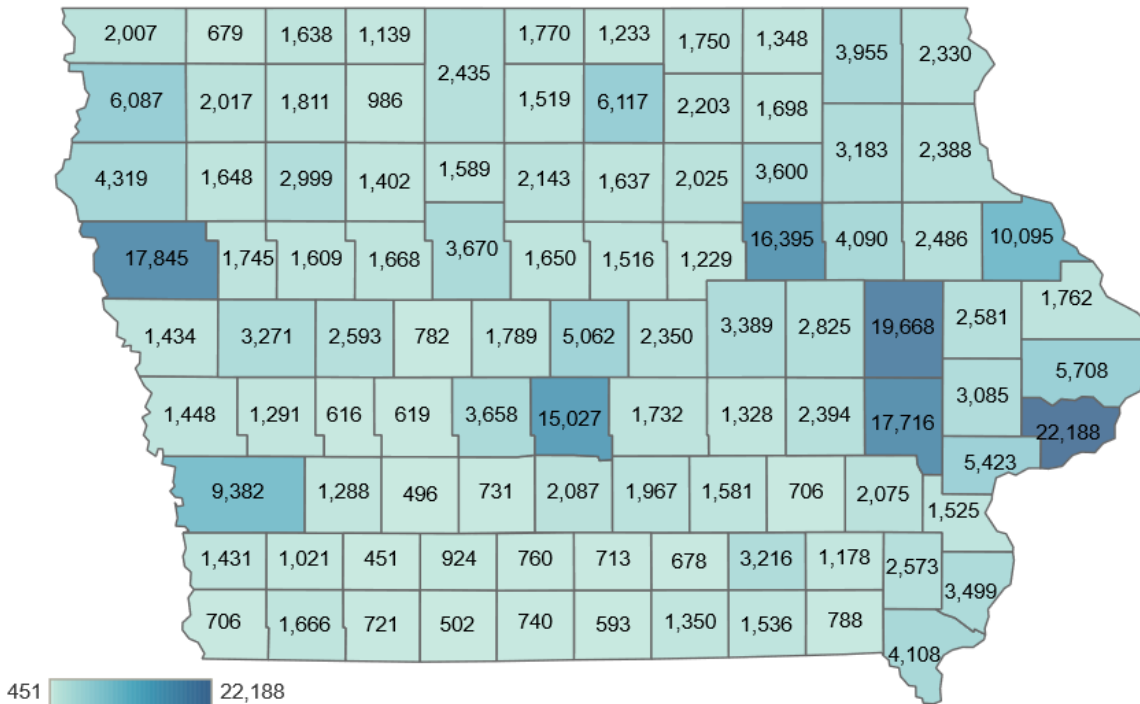 2,007 679 1,638 1,139 2,435 1,770 1,233 1,750 1,348 3,955 2,330
6,087 2,017 1,811 986 1,519 6,117 2,203 1,698
4,319 1,648 2,999 1,402 1,589 2,143 1,637 2,025 3,600 3,183 2,388
17,845 1,745 1,609 1,668 3,670 1,650 1,516 1,229 16,395 4,090 2,486 10,095
1,434 3,271 2,593 782 1,789 5,062 2,350 3,389 2,825 19,668 2,581 1,762
5,708
1,448 1,291 616 619 3,658 15,027 1,732 1,328 2,394 17,716 3,085 22,188
5,423
9,382 1,288 496 731 2,087 1,967 1,581 706 2,075 1,525
1,431 1,021 451 924 760 713 678 3,216 1,178 2,573 3,499
706 1,666 721 502 740 593 1,350 1,536 788 4,108
451 22,188